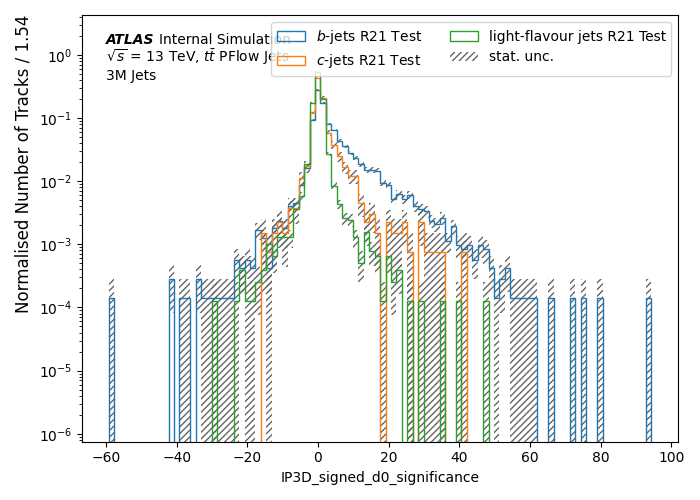 ATLAS Internal Simulation
√s = 13 TeV, tt̄ PFlow Jets
3M Jets
b-jets R21 Test
c-jets R21 Test
light-flavour jets R21 Test
stat. unc.
Normalised Number of Tracks / 1.54
10⁰
10⁻¹
10⁻²
10⁻³
10⁻⁴
10⁻⁵
10⁻⁶
−60 −40 −20 0 20 40 60 80 100
IP3D_signed_d0_significance